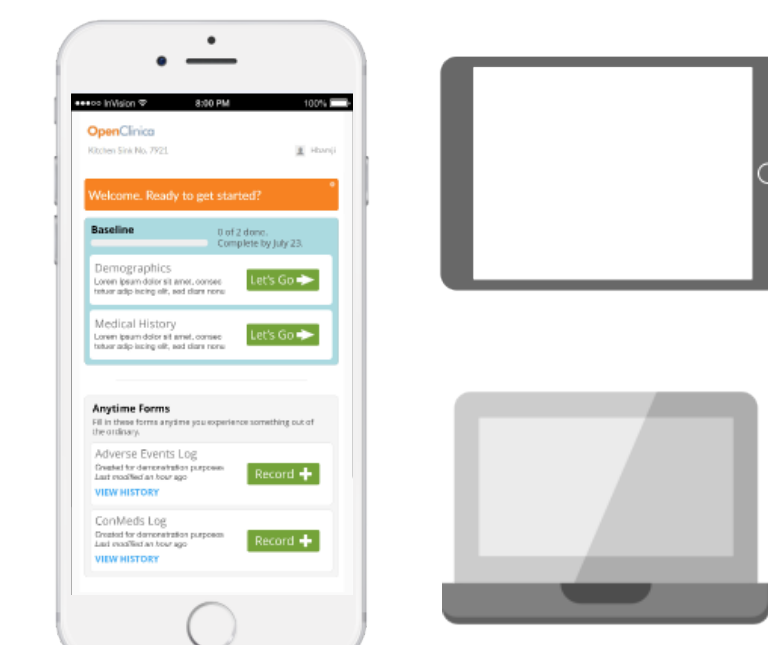 InVision
8:00 PM
100%
OpenClinica
Kitchen Sink No. 7921
Hbanji
Welcome. Ready to get started?
Baseline
0 of 2 done.
Complete by July 23.
Demographics
Lorem ipsum dolor sit amet, consec
tetuer adip iscing elit, sed diam nonu
Let's Go
Medical History
Lorem ipsum dolor sit amet, consec
tetuer adip iscing elit, sed diam nonu
Let's Go
Anytime Forms
Fill in these forms anytime you experience something out of
the ordinary.
Adverse Events Log
Created for demonstration purposes
Last modified an hour ago
Record
VIEW HISTORY
ConMeds Log
Created for demonstration purposes
Last modified an hour ago
Record
VIEW HISTORY